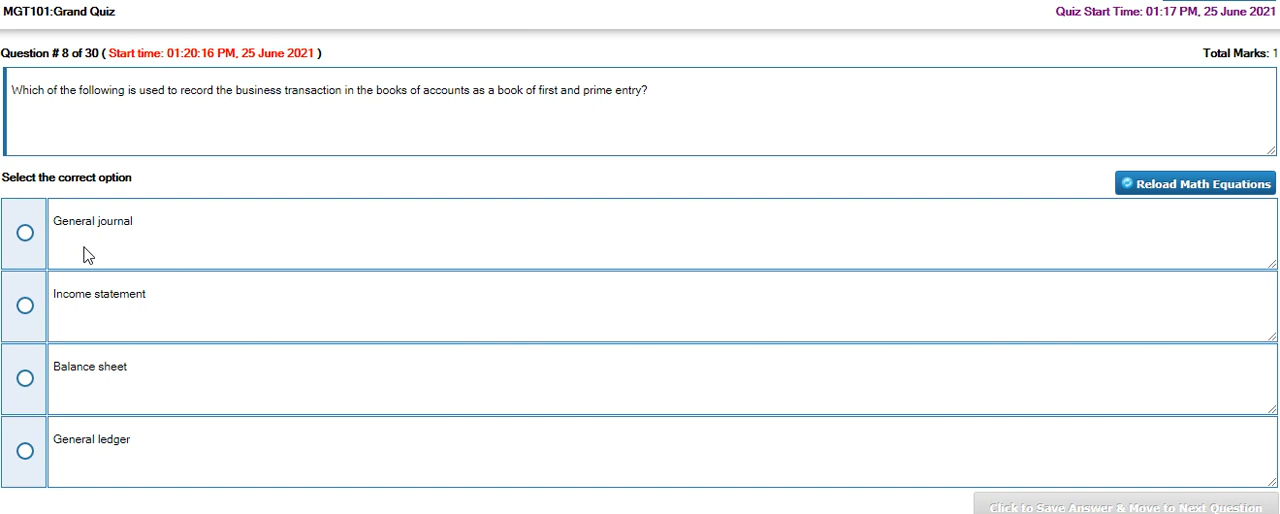 MGT101:Grand Quiz
Quiz Start Time: 01:17 PM, 25 June 2021
Question # 8 of 30 ( Start time: 01:20:16 PM, 25 June 2021 )
Total Marks: 1
Which of the following is used to record the business transaction in the books of accounts as a book of first and prime entry?
Select the correct option
Reload Math Equations
General journal
Income statement
Balance sheet
General ledger
Click to Save Answer & Move to Next Question